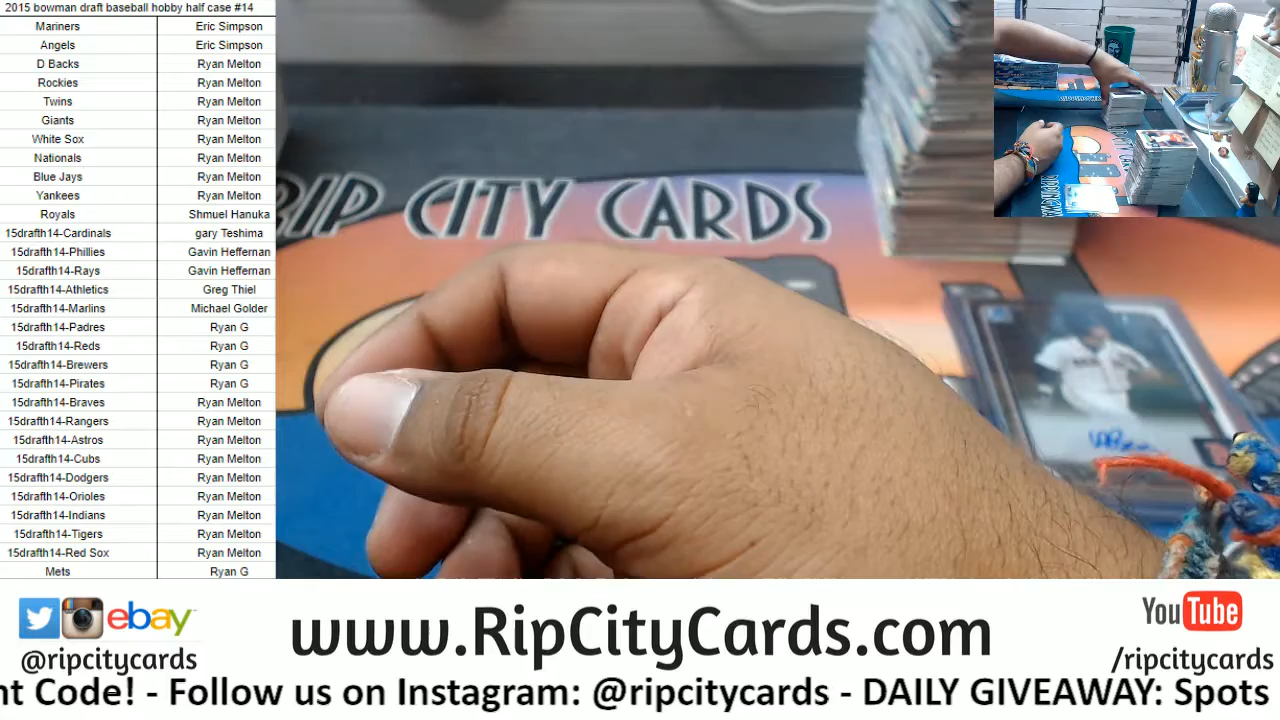 2015 bowman draft baseball hobby half case #14
Mariners Eric Simpson
Angels Eric Simpson
D Backs Ryan Melton
Rockies Ryan Melton
Twins Ryan Melton
Giants Ryan Melton
White Sox Ryan Melton
Nationals Ryan Melton
Blue Jays Ryan Melton
Yankees Ryan Melton
Royals Shmuel Hanuka
15drafth14-Cardinals gary Teshima
15drafth14-Phillies Gavin Heffernan
15drafth14-Rays Gavin Heffernan
15drafth14-Athletics Greg Thiel
15drafth14-Marlins Michael Golder
15drafth14-Padres Ryan G
15drafth14-Reds Ryan G
15drafth14-Brewers Ryan G
15drafth14-Pirates Ryan G
15drafth14-Braves Ryan Melton
15drafth14-Rangers Ryan Melton
15drafth14-Astros Ryan Melton
15drafth14-Cubs Ryan Melton
15drafth14-Dodgers Ryan Melton
15drafth14-Orioles Ryan Melton
15drafth14-Indians Ryan Melton
15drafth14-Tigers Ryan Melton
15drafth14-Red Sox Ryan Melton
Mets Ryan G
RIP CITY CARDS
ebay
@ripcitycards
www.RipCityCards.com
YouTube
/ripcitycards
nt Code! - Follow us on Instagram: @ripcitycards - DAILY GIVEAWAY: Spots